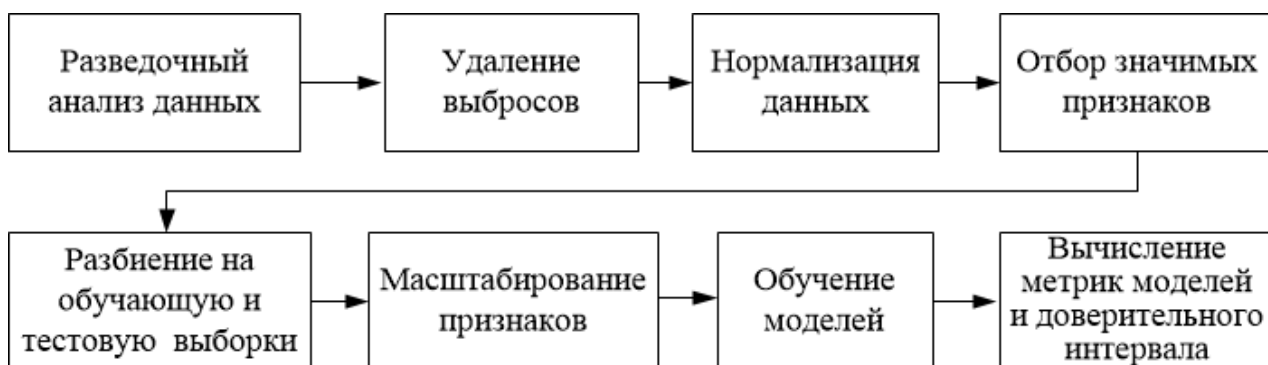 Разведочный
анализ данных
Удаление
выбросов
Нормализация
данных
Отбор значимых
признаков
Разбиение на
обучающую и
тестовую выборки
Масштабирование
признаков
Обучение
моделей
Вычисление
метрик моделей
и доверительного
интервала